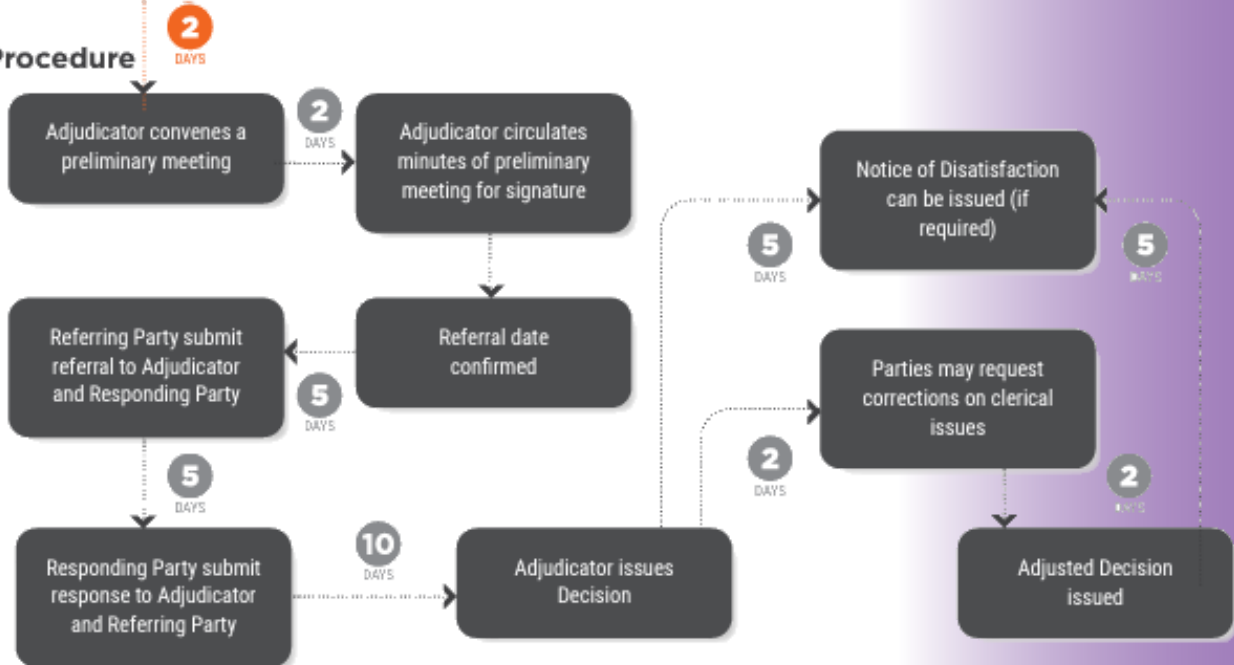 2
DAYS
Procedure
Adjudicator convenes a
preliminary meeting
2
DAYS
Adjudicator circulates
minutes of preliminary
meeting for signature
Referral date
confirmed
5
DAYS
Referring Party submit
referral to Adjudicator
and Responding Party
5
DAYS
Responding Party submit
response to Adjudicator
and Referring Party
10
DAYS
Adjudicator issues
Decision
5
DAYS
Notice of Disatisfaction
can be issued (if
required)
2
DAYS
Parties may request
corrections on clerical
issues
2
DAYS
Adjusted Decision
issued
5
DAYS